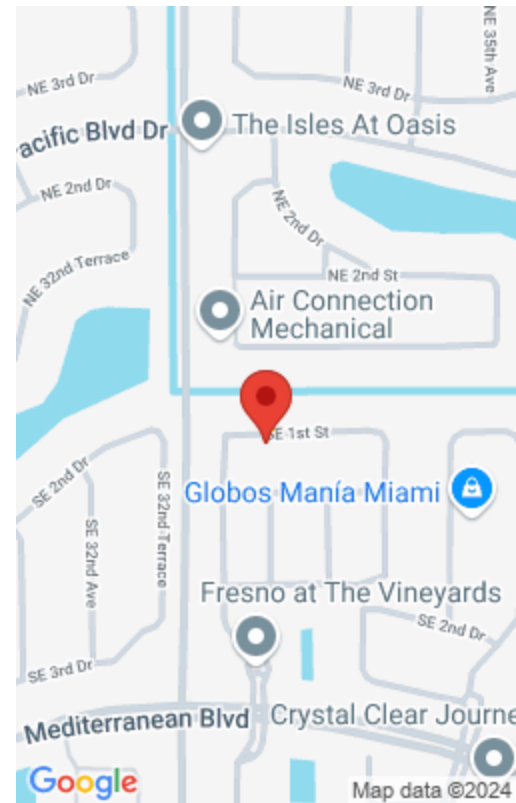 NE 3rd Dr
NE 3rd Dr
NE 35th Ave
acific Blvd Dr
The Isles At Oasis
NE 2nd Dr
NE 2nd Dr
NE 32nd Terrace
NE 2nd St
Air Connection
Mechanical
SE 1st St
SE 2nd Dr
SE 32nd Ave
SE 32nd Terrace
Globos Manía Miami
Fresno at The Vineyards
SE 2nd Dr
SE 3rd Dr
Mediterranean Blvd
Crystal Clear Journe
Google
Map data ©2024